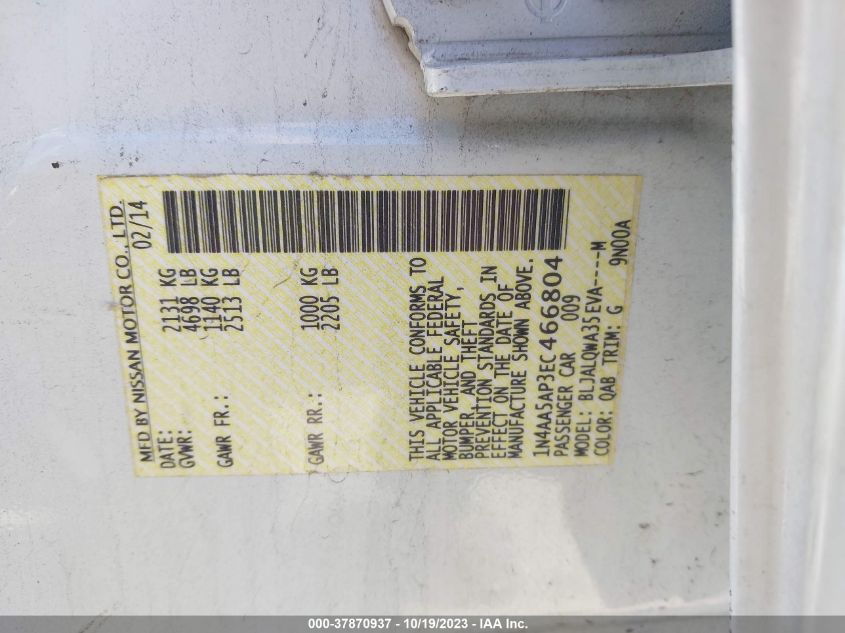 MFD BY NISSAN MOTOR CO., LTD.
DATE: 02/14
GVWR: 2131 KG
4698 LB
GAWR FR.: 1140 KG
2513 LB
GAWR RR.: 1000 KG
2205 LB
THIS VEHICLE CONFORMS TO
ALL APPLICABLE FEDERAL
MOTOR VEHICLE SAFETY,
BUMPER, AND THEFT
PREVENTION STANDARDS IN
EFFECT ON THE DATE OF
MANUFACTURE SHOWN ABOVE.
1N4AA5AP3EC466804
PASSENGER CAR 009
MODEL: BLJALQWA35EVA----M
COLOR: QAB TRIM: G 9N00A
000-37870937 - 10/19/2023 - IAA Inc.